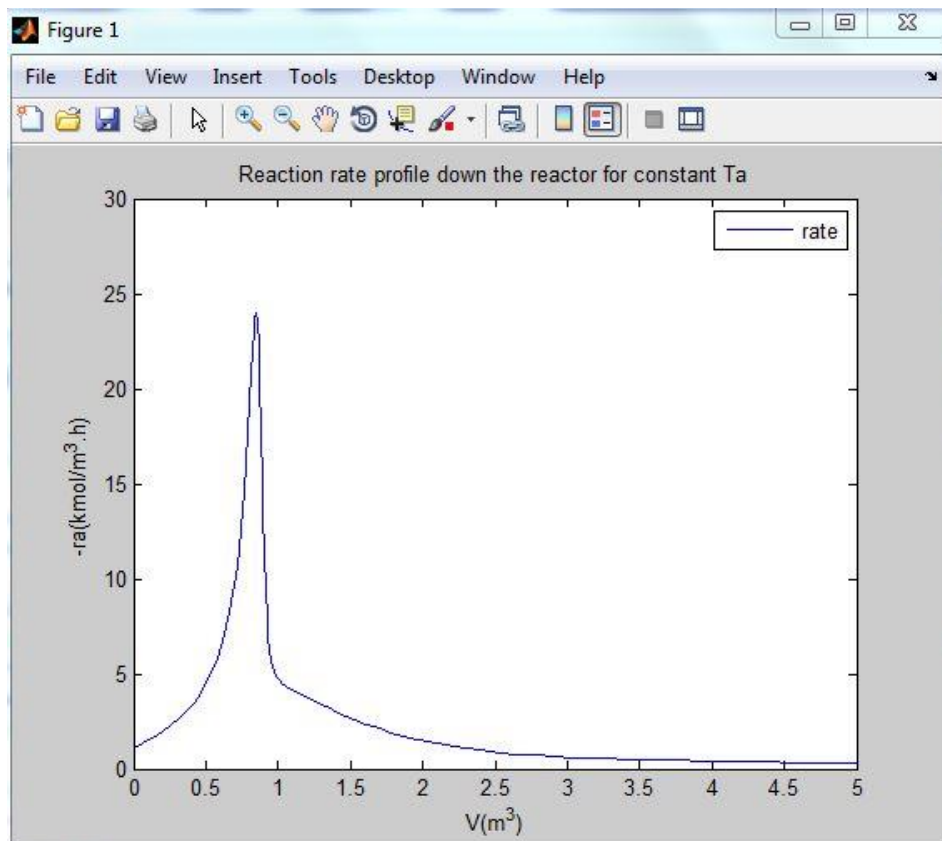 Figure 1
File Edit View Insert Tools Desktop Window Help
Reaction rate profile down the reactor for constant Ta
30
rate
25
20
15
10
5
0
-ra(kmol/m³.h)
0 0.5 1 1.5 2 2.5 3 3.5 4 4.5 5
V(m³)